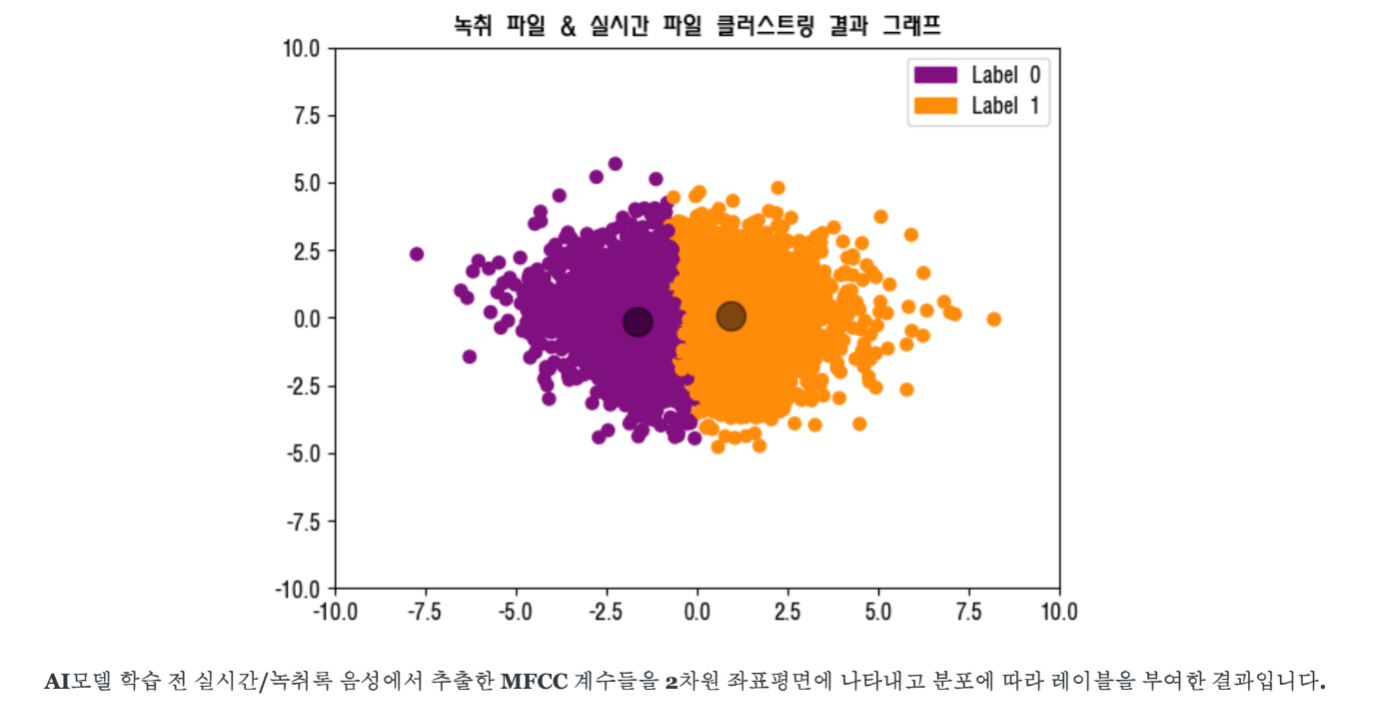 녹취 파일 & 실시간 파일 클러스트링 결과 그래프
10.0
7.5
5.0
2.5
0.0
-2.5
-5.0
-7.5
-10.0
-10.0 -7.5 -5.0 -2.5 0.0 2.5 5.0 7.5 10.0
Label 0
Label 1
AI모델 학습 전 실시간/녹취록 음성에서 추출한 MFCC 계수들을 2차원 좌표평면에 나타내고 분포에 따라 레이블을 부여한 결과입니다.